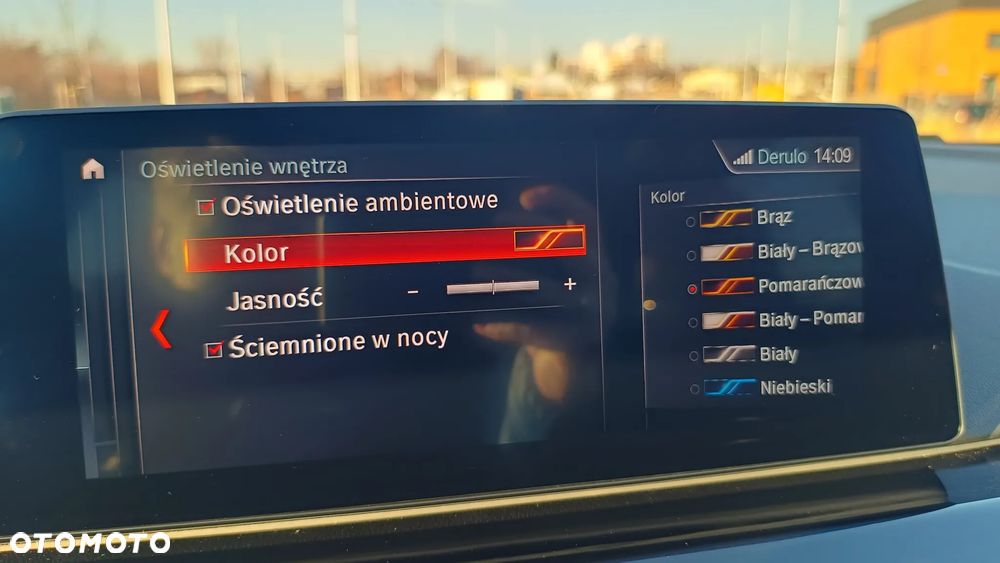 Oświetlenie wnętrza
Derulo 14:09
Oświetlenie ambientowe
Kolor
Jasność - +
Ściemnione w nocy
Kolor
Brąz
Biały – Brązow
Pomarańczow
Biały – Pomar
Biały
Niebieski
OTOMOTO